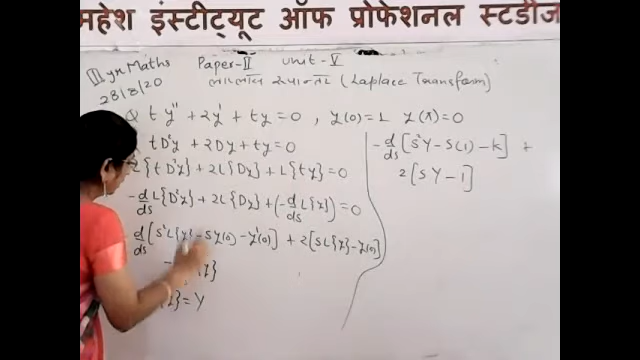 महेश इंस्टीट्यूट ऑफ प्रोफेशनल स्टडीज
III yr Maths Paper-II Unit-V
28/8/20 लाप्लास रूपान्तर (Laplace Transform)
t y'' + 2y' + ty = 0 , y(0) = 1 y(π) = 0
tD²y + 2Dy + ty = 0
L{tD²y} + 2L{Dy} + L{ty} = 0
-d/ds L{D²y} + 2L{Dy} + (-d/ds L{y}) = 0
d/ds [s²L{y} - sy(0) - y'(0)] + 2[sL{y} - y(0)]
= Y
-d/ds [s²Y - s(1) - k] +
2[sY - 1]